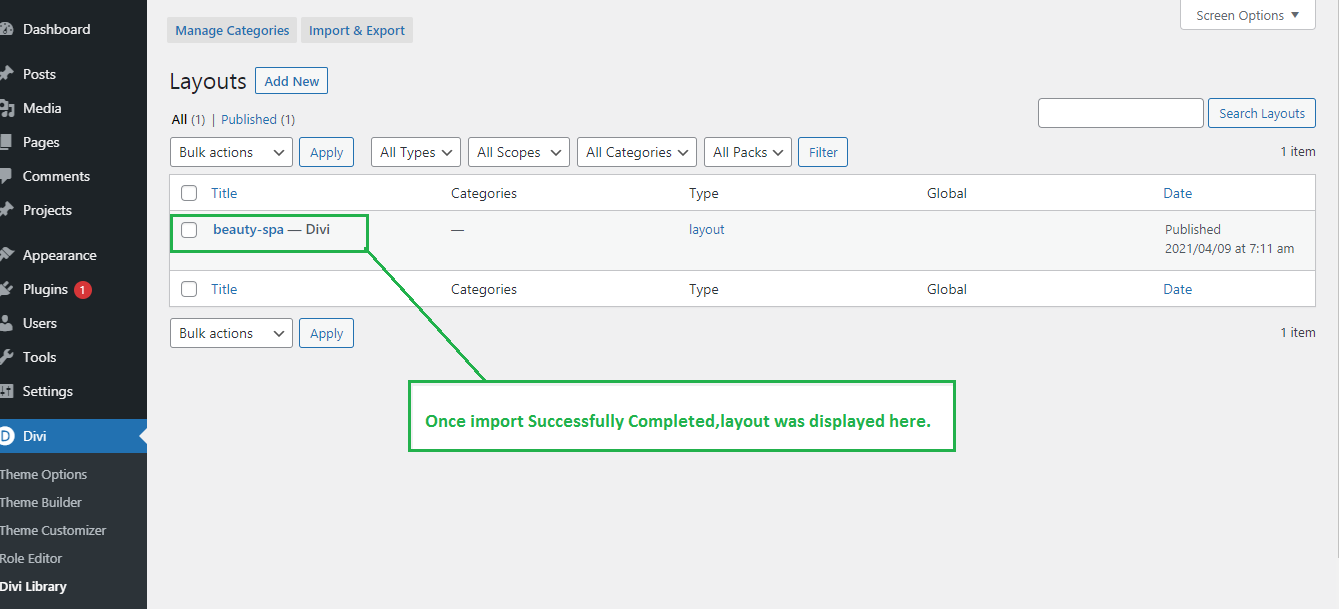 Dashboard
Posts
Media
Pages
Comments
Projects
Appearance
Plugins 1
Users
Tools
Settings
D Divi
Theme Options
Theme Builder
Theme Customizer
Role Editor
Divi Library
Manage Categories Import & Export
Screen Options ▼
Layouts Add New
All (1) | Published (1)
Search Layouts
Bulk actions Apply All Types All Scopes All Categories All Packs Filter 1 item
Title Categories Type Global Date
beauty-spa — Divi — layout Published
2021/04/09 at 7:11 am
Title Categories Type Global Date
Bulk actions Apply 1 item
Once import Successfully Completed,layout was displayed here.